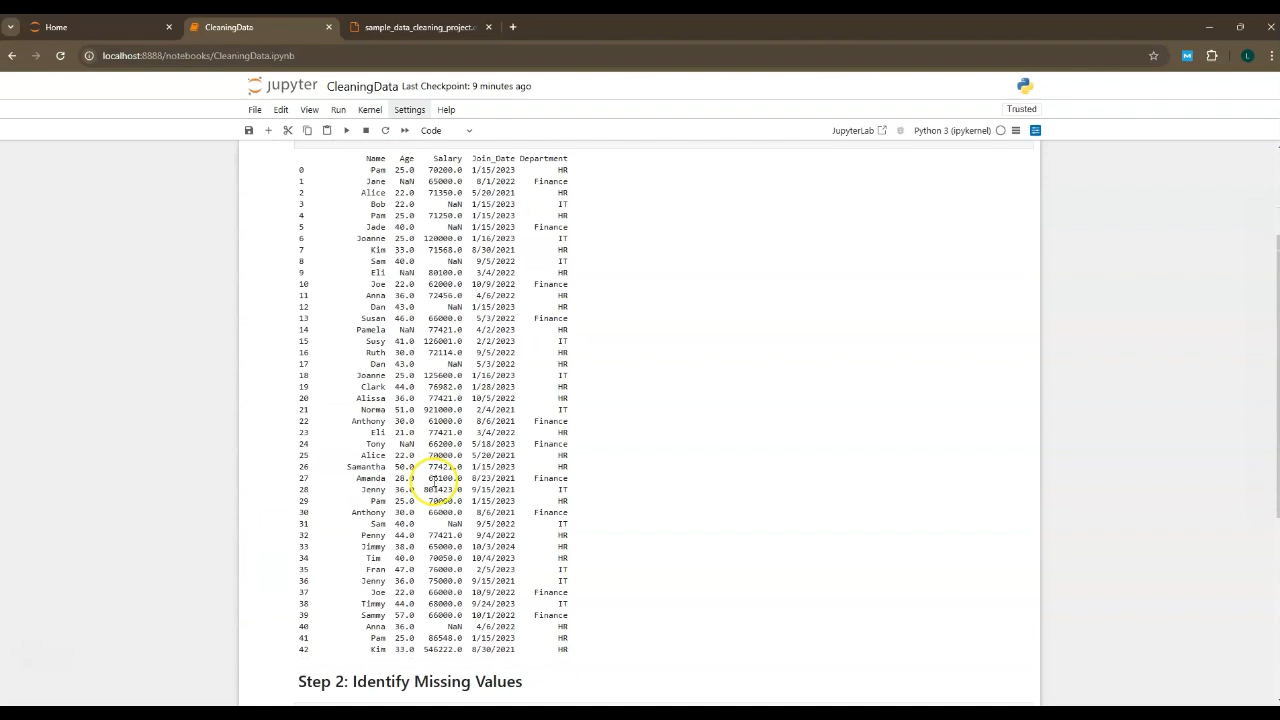 Home
CleaningData
sample_data_cleaning_project.
localhost:8888/notebooks/CleaningData.ipynb
M
L
jupyter CleaningData Last Checkpoint: 9 minutes ago
File Edit View Run Kernel Settings Help
Trusted
Code
JupyterLab
Python 3 (ipykernel)
Name Age Salary Join_Date Department
0 Pam 25.0 70200.0 1/15/2023 HR
1 Jane NaN 65000.0 8/1/2022 Finance
2 Alice 22.0 71350.0 5/20/2021 HR
3 Bob 22.0 NaN 1/15/2023 IT
4 Pam 25.0 71250.0 1/15/2023 HR
5 Jade 40.0 NaN 1/15/2023 Finance
6 Joanne 25.0 120000.0 1/16/2023 IT
7 Kim 33.0 71568.0 8/30/2021 HR
8 Sam 40.0 NaN 9/5/2022 IT
9 Eli NaN 80100.0 3/4/2022 HR
10 Joe 22.0 62000.0 10/9/2022 Finance
11 Anna 36.0 72456.0 4/6/2022 HR
12 Dan 43.0 NaN 1/15/2023 HR
13 Susan 46.0 66000.0 5/3/2022 Finance
14 Pamela NaN 77421.0 4/2/2023 HR
15 Susy 41.0 126001.0 2/2/2023 IT
16 Ruth 30.0 72114.0 9/5/2022 HR
17 Dan 43.0 NaN 5/3/2022 HR
18 Joanne 25.0 125600.0 1/16/2023 IT
19 Clark 44.0 76982.0 1/28/2023 HR
20 Alissa 36.0 77421.0 10/5/2022 HR
21 Norma 51.0 921000.0 2/4/2021 IT
22 Anthony 30.0 61000.0 8/6/2021 Finance
23 Eli 21.0 77421.0 3/4/2022 HR
24 Tony NaN 66200.0 5/18/2023 Finance
25 Alice 22.0 70000.0 5/20/2021 HR
26 Samantha 50.0 77421.0 1/15/2023 HR
27 Amanda 28.0 8/23/2021 Finance
28 Jenny 36.0 801423.0 9/15/2021 IT
29 Pam 25.0 70000.0 1/15/2023 HR
30 Anthony 30.0 66000.0 8/6/2021 Finance
31 Sam 40.0 NaN 9/5/2022 IT
32 Penny 44.0 77421.0 9/4/2022 HR
33 Jimmy 38.0 65000.0 10/3/2024 HR
34 Tim 40.0 70050.0 10/4/2023 HR
35 Fran 47.0 76000.0 2/5/2023 IT
36 Jenny 36.0 75000.0 9/15/2021 HR
37 Joe 22.0 66000.0 10/9/2022 Finance
38 Timmy 44.0 68000.0 9/24/2023 IT
39 Sammy 57.0 66000.0 10/1/2022 Finance
40 Anna 36.0 NaN 4/6/2022 HR
41 Pam 25.0 86548.0 1/15/2023 HR
42 Kim 33.0 546222.0 8/30/2021 HR
Step 2: Identify Missing Values